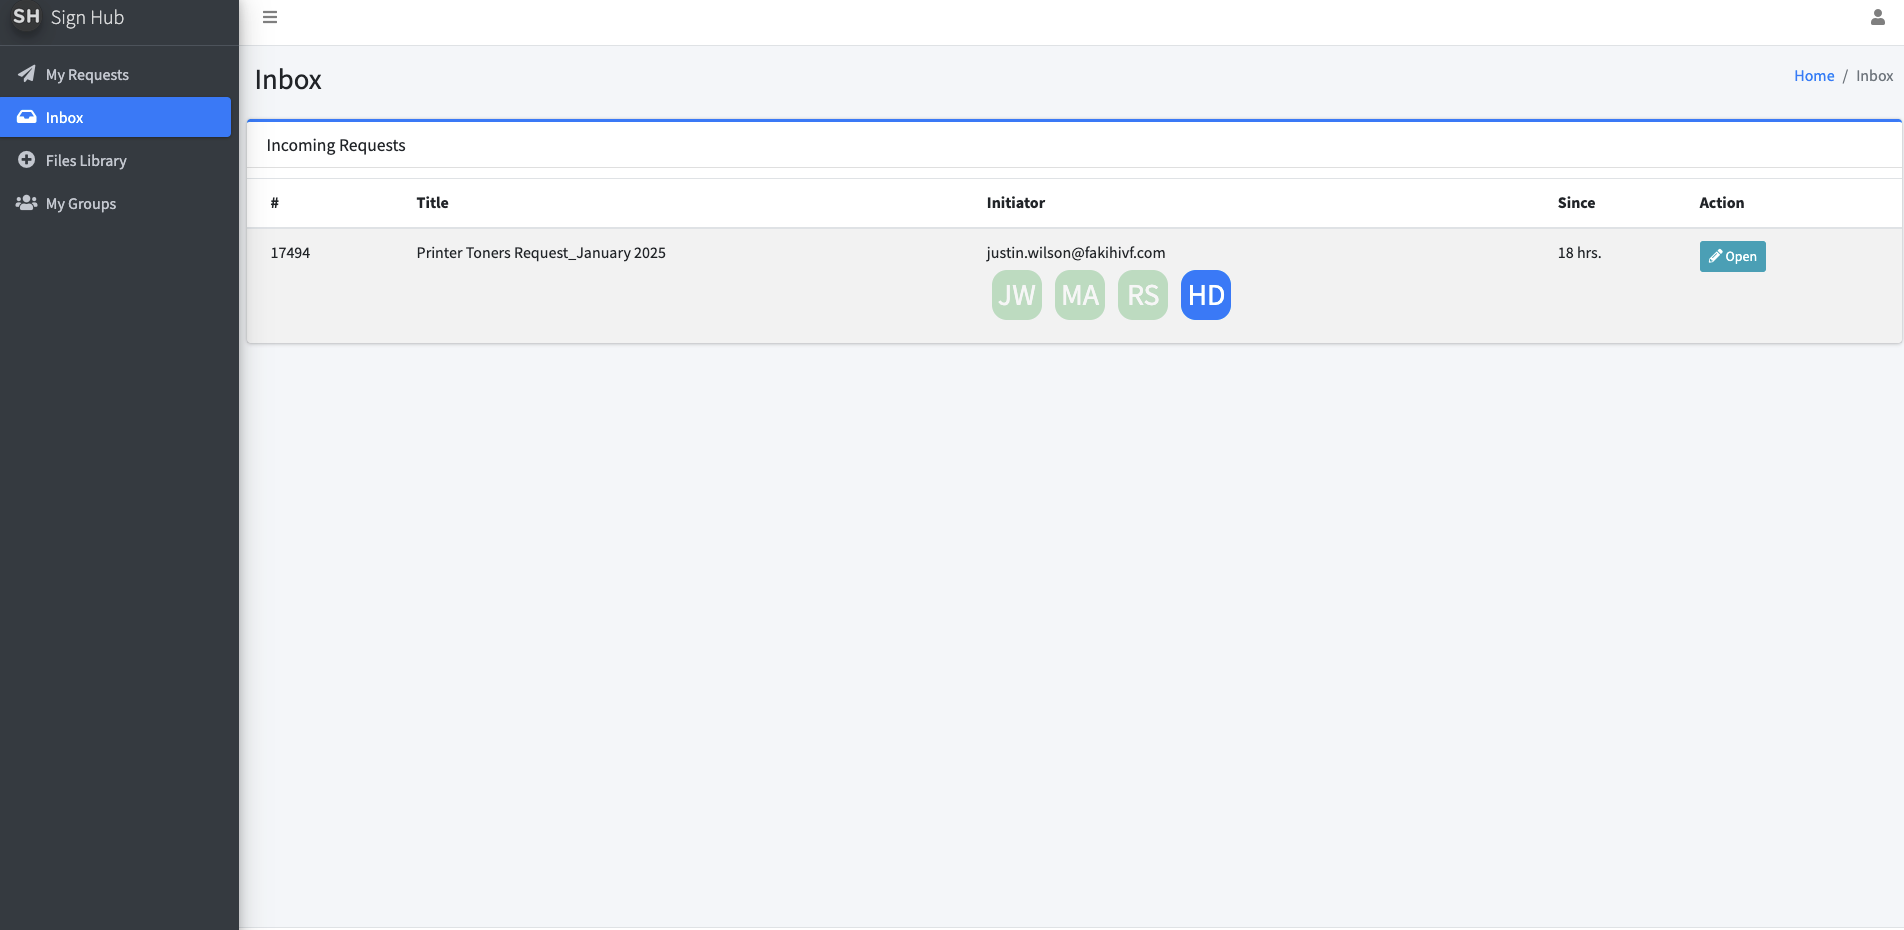 SH Sign Hub
My Requests
Inbox
Files Library
My Groups
Inbox
Home / Inbox
Incoming Requests
# Title Initiator Since Action
17494 Printer Toners Request_January 2025 justin.wilson@fakihivf.com 18 hrs. Open
JW MA RS HD